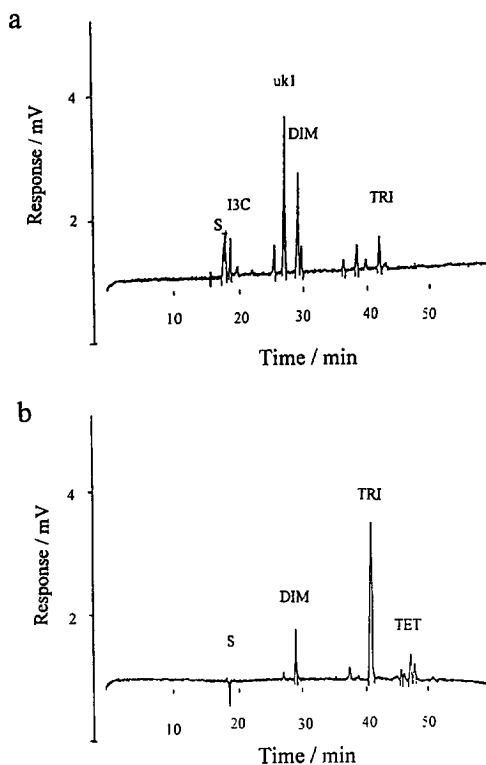 a
Response / mV
4
2
S
I3C
uk1
DIM
TRI
10 20 30 40 50
Time / min
b
Response / mV
4
2
S
DIM
TRI
TET
10 20 30 40 50
Time / min